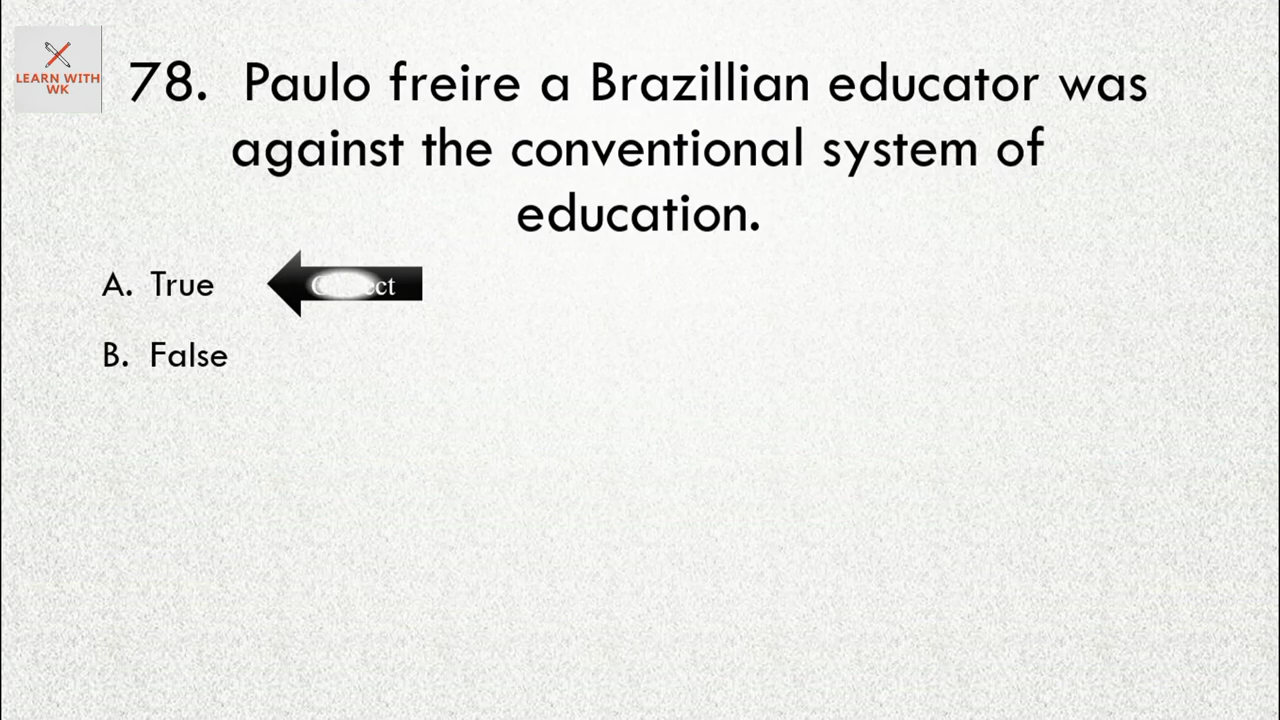 LEARN WITH
WK
78. Paulo freire a Brazillian educator was
against the conventional system of
education.
A. True
B. False